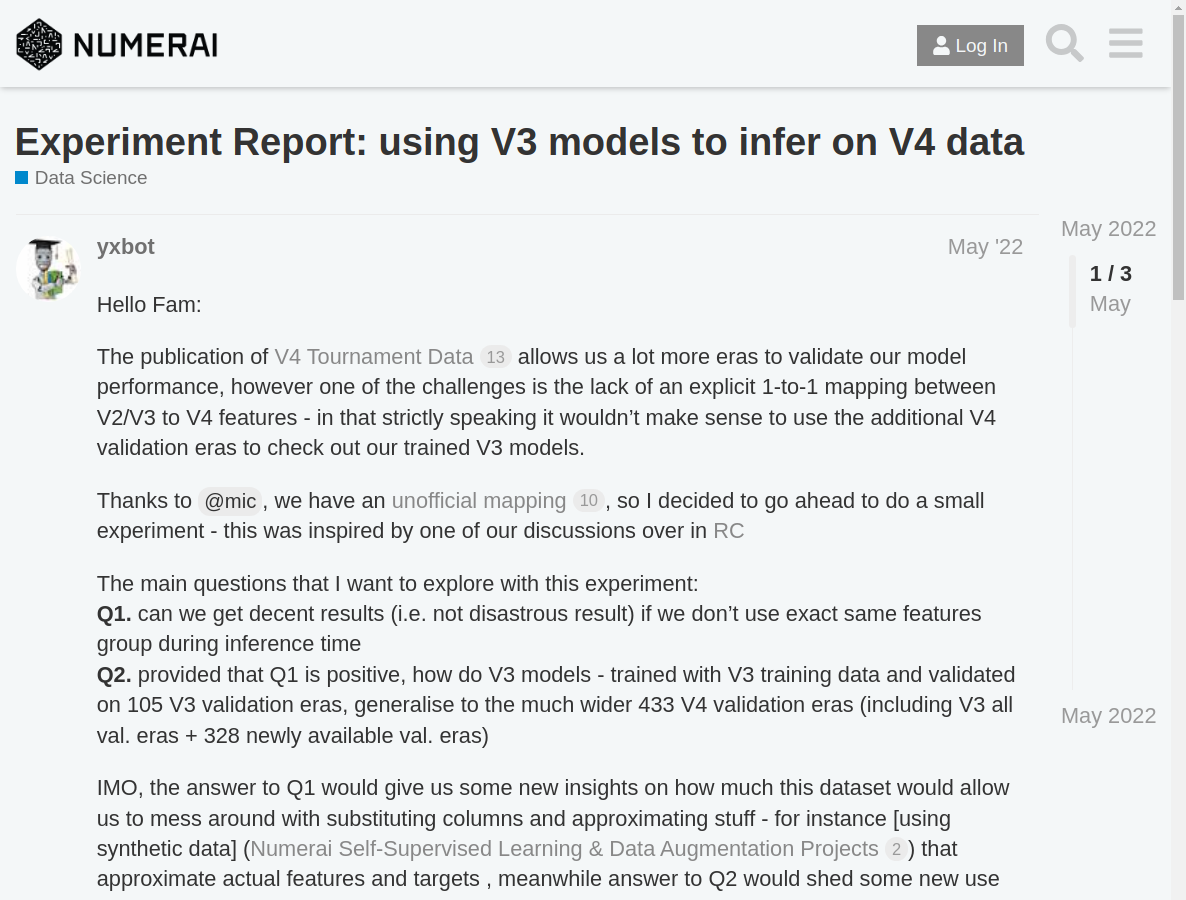 NUMERAI
Log In
Experiment Report: using V3 models to infer on V4 data
Data Science
May 2022
yxbot
May '22
1 / 3
May
Hello Fam:
The publication of V4 Tournament Data 13 allows us a lot more eras to validate our model
performance, however one of the challenges is the lack of an explicit 1-to-1 mapping between
V2/V3 to V4 features - in that strictly speaking it wouldn’t make sense to use the additional V4
validation eras to check out our trained V3 models.
Thanks to @mic, we have an unofficial mapping 10, so I decided to go ahead to do a small
experiment - this was inspired by one of our discussions over in RC
The main questions that I want to explore with this experiment:
Q1. can we get decent results (i.e. not disastrous result) if we don’t use exact same features
group during inference time
Q2. provided that Q1 is positive, how do V3 models - trained with V3 training data and validated
on 105 V3 validation eras, generalise to the much wider 433 V4 validation eras (including V3 all
val. eras + 328 newly available val. eras)
May 2022
IMO, the answer to Q1 would give us some new insights on how much this dataset would allow
us to mess around with substituting columns and approximating stuff - for instance [using
synthetic data] (Numerai Self-Supervised Learning & Data Augmentation Projects 2) that
approximate actual features and targets , meanwhile answer to Q2 would shed some new use